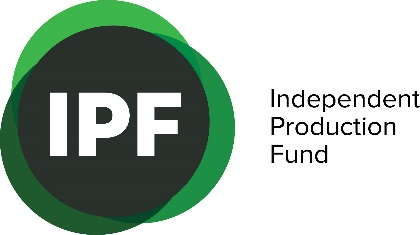 IPF
Independent
Production
Fund